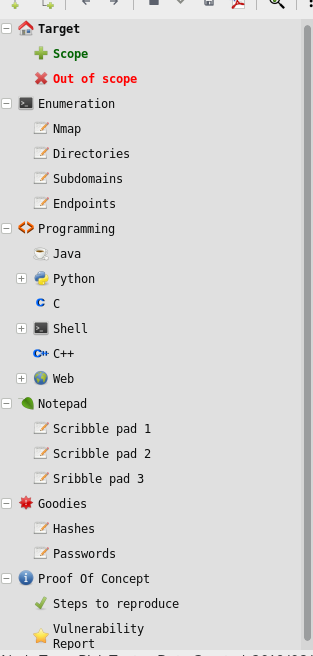 Target
Scope
Out of scope
Enumeration
Nmap
Directories
Subdomains
Endpoints
Programming
Java
Python
C
Shell
C++
Web
Notepad
Scribble pad 1
Scribble pad 2
Sribble pad 3
Goodies
Hashes
Passwords
Proof Of Concept
Steps to reproduce
Vulnerability
Report